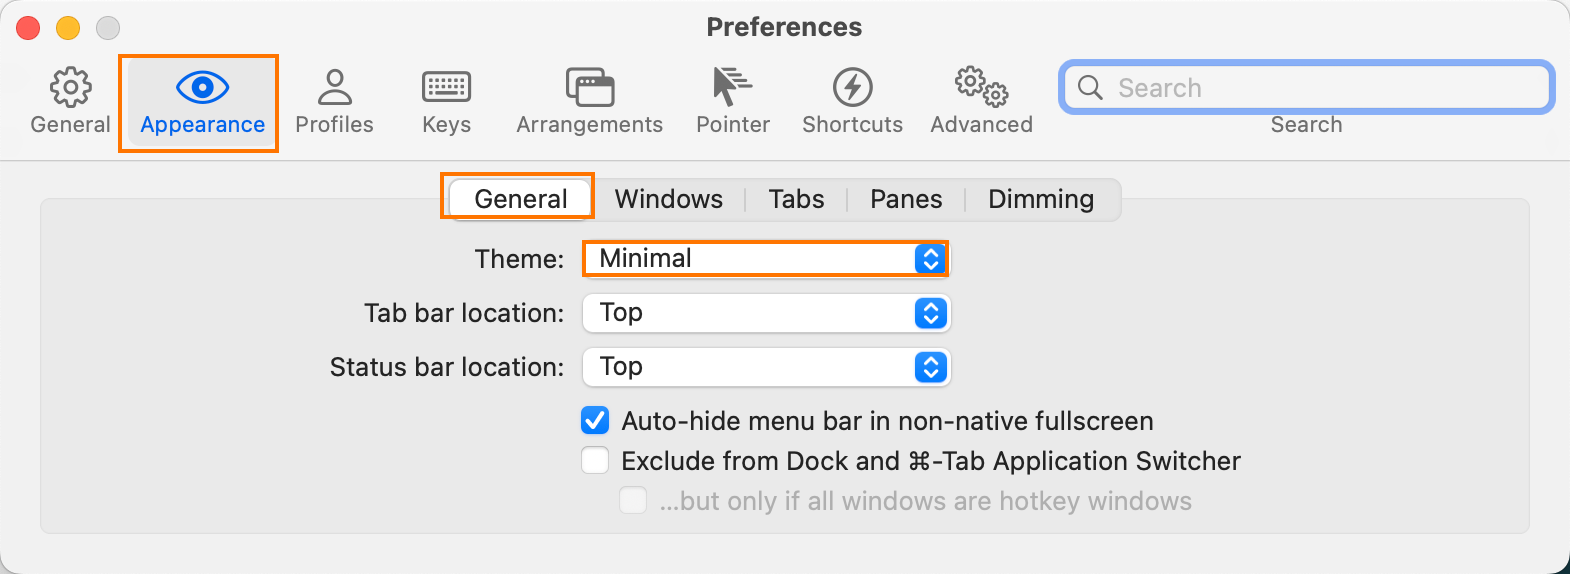 Preferences
General Appearance Profiles Keys Arrangements Pointer Shortcuts Advanced Search
Search
General Windows Tabs Panes Dimming
Theme: Minimal
Tab bar location: Top
Status bar location: Top
Auto-hide menu bar in non-native fullscreen
Exclude from Dock and ⌘-Tab Application Switcher
...but only if all windows are hotkey windows